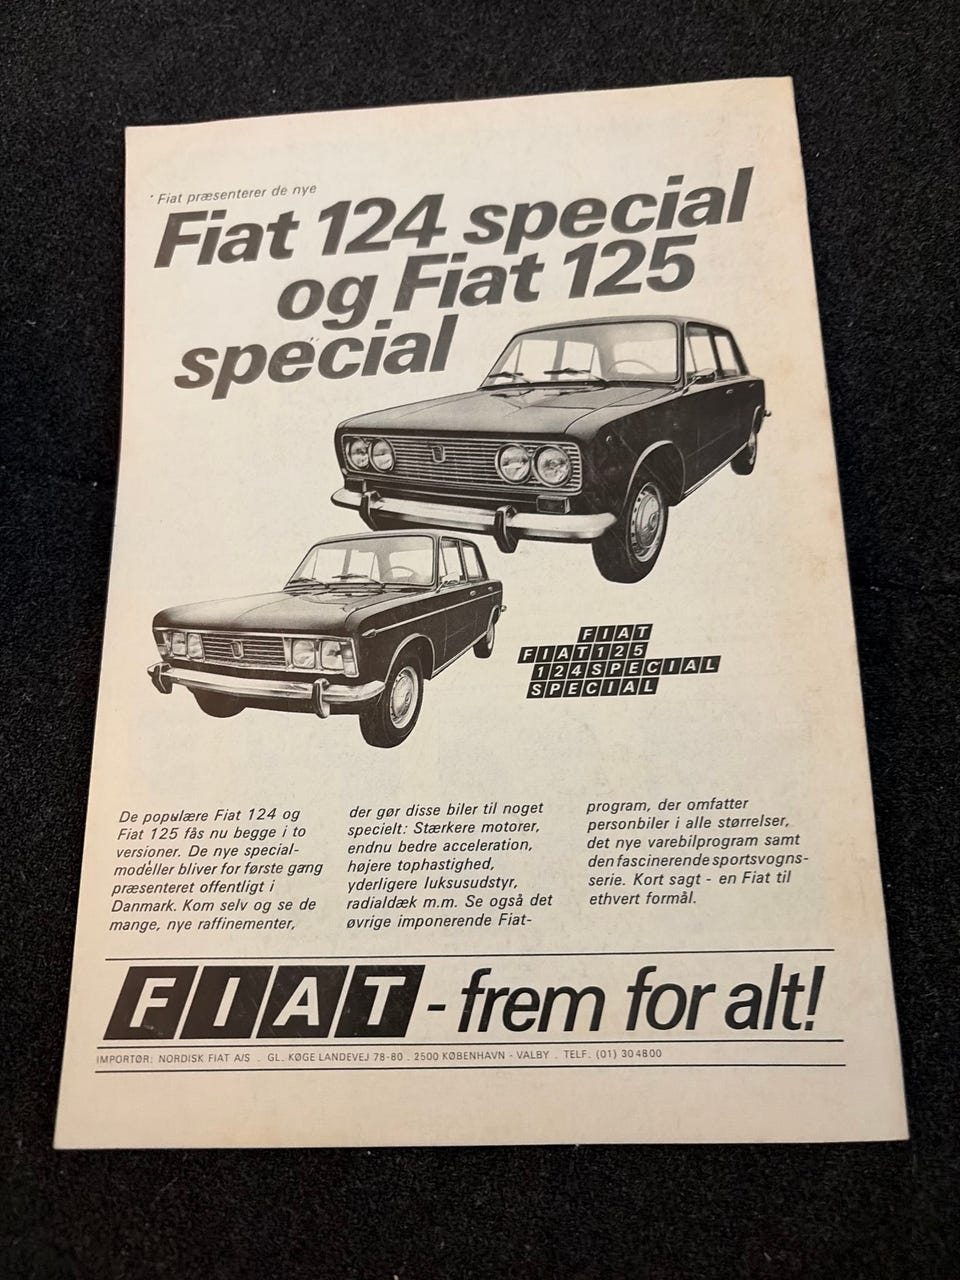 Fiat præsenterer de nye
Fiat 124 special
og Fiat 125
special
FIAT
FIAT125
124SPECIAL
SPECIAL
De populære Fiat 124 og
Fiat 125 fås nu begge i to
versioner. De nye special-
modeller bliver for første gang
præsenteret offentligt i
Danmark. Kom selv og se de
mange, nye raffinementer,
der gør disse biler til noget
specielt: Stærkere motorer,
endnu bedre acceleration,
højere tophastighed,
yderligere luksusudstyr,
radialdæk m.m. Se også det
øvrige imponerende Fiat-
program, der omfatter
personbiler i alle størrelser,
det nye varebilprogram samt
den fascinerende sportsvogns-
serie. Kort sagt - en Fiat til
ethvert formål.
FIAT - frem for alt!
IMPORTØR: NORDISK FIAT A/S . GL. KØGE LANDEVEJ 78-80 . 2500 KØBENHAVN - VALBY . TELF. (01) 30 48 00